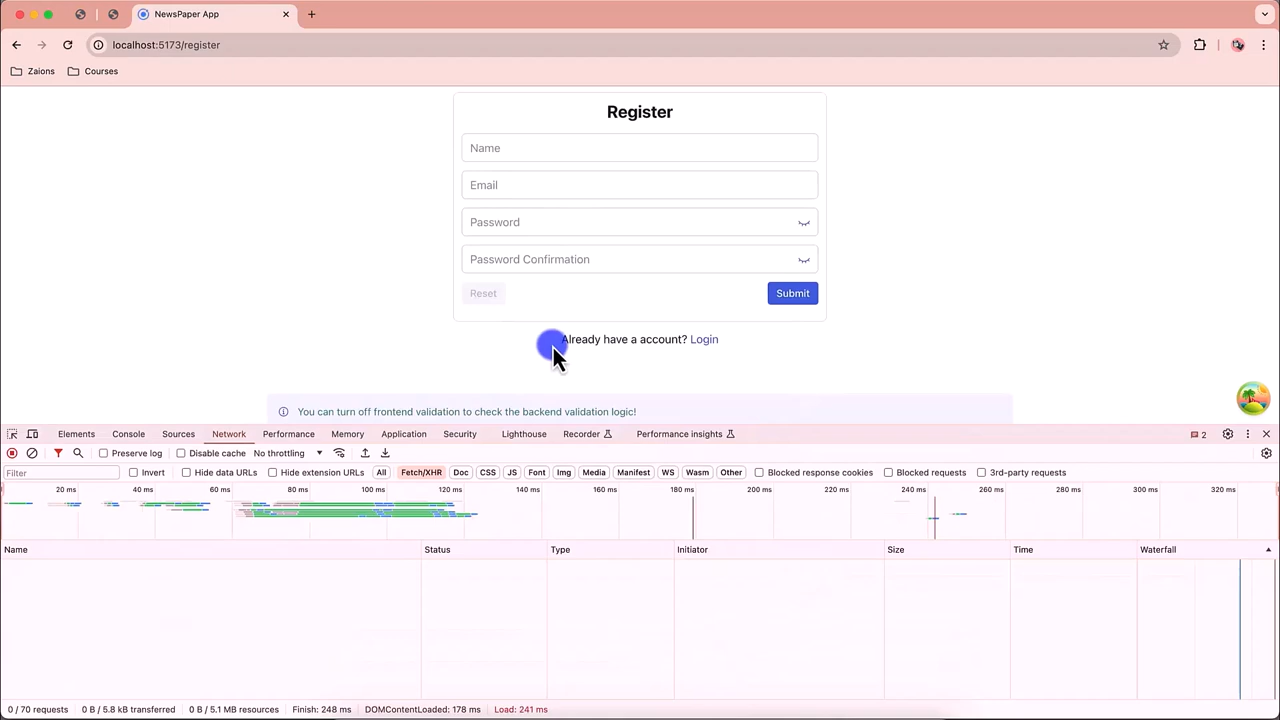 NewsPaper App
localhost:5173/register
Zaions Courses
Register
Name
Email
Password
Password Confirmation
Reset Submit
Already have a account? Login
You can turn off frontend validation to check the backend validation logic!
Elements Console Sources Network Performance Memory Application Security Lighthouse Recorder Performance insights 2
Preserve log Disable cache No throttling
Filter Invert Hide data URLs Hide extension URLs All Fetch/XHR Doc CSS JS Font Img Media Manifest WS Wasm Other Blocked response cookies Blocked requests 3rd-party requests
20 ms 40 ms 60 ms 80 ms 100 ms 120 ms 140 ms 160 ms 180 ms 200 ms 220 ms 240 ms 260 ms 280 ms 300 ms 320 ms
Name Status Type Initiator Size Time Waterfall
0 / 70 requests 0 B / 5.8 kB transferred 0 B / 5.1 MB resources Finish: 248 ms DOMContentLoaded: 178 ms Load: 241 ms